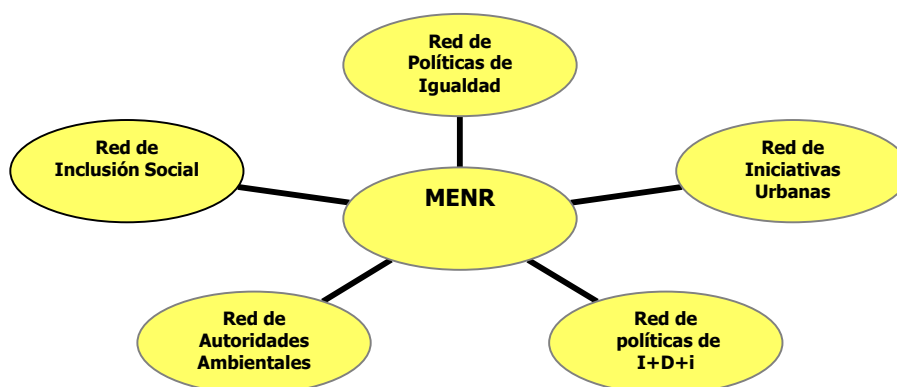 Red de
Políticas de
Igualdad
Red de
Inclusión Social
Red de
Iniciativas
Urbanas
MENR
Red de
Autoridades
Ambientales
Red de
políticas de
I+D+i